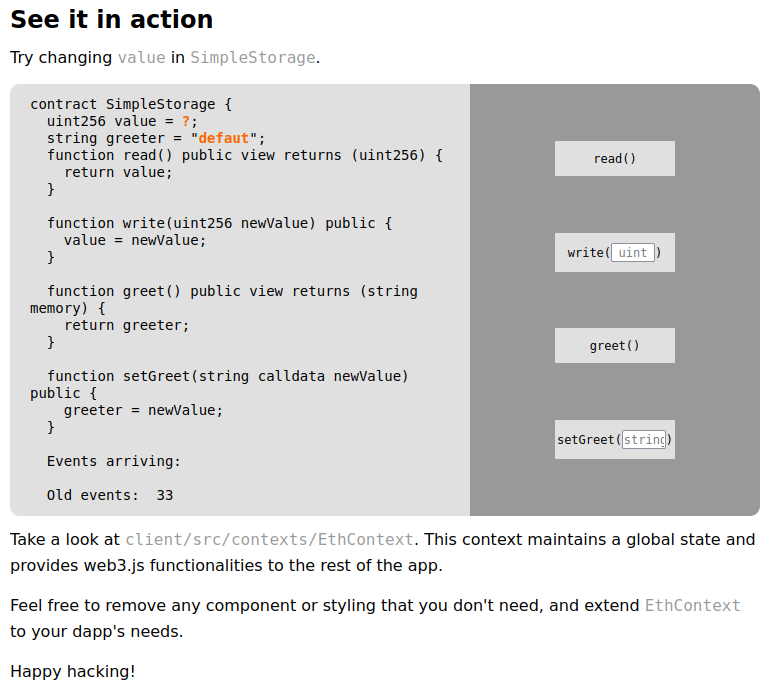 See it in action
Try changing value in SimpleStorage.
contract SimpleStorage {
uint256 value = ?;
string greeter = "defaut";
function read() public view returns (uint256) {
return value;
}
function write(uint256 newValue) public {
value = newValue;
}
function greet() public view returns (string
memory) {
return greeter;
}
function setGreet(string calldata newValue)
public {
greeter = newValue;
}
Events arriving:
Old events:  33
read()
write( uint )
greet()
setGreet(string)
Take a look at client/src/contexts/EthContext. This context maintains a global state and
provides web3.js functionalities to the rest of the app.
Feel free to remove any component or styling that you don't need, and extend EthContext
to your dapp's needs.
Happy hacking!